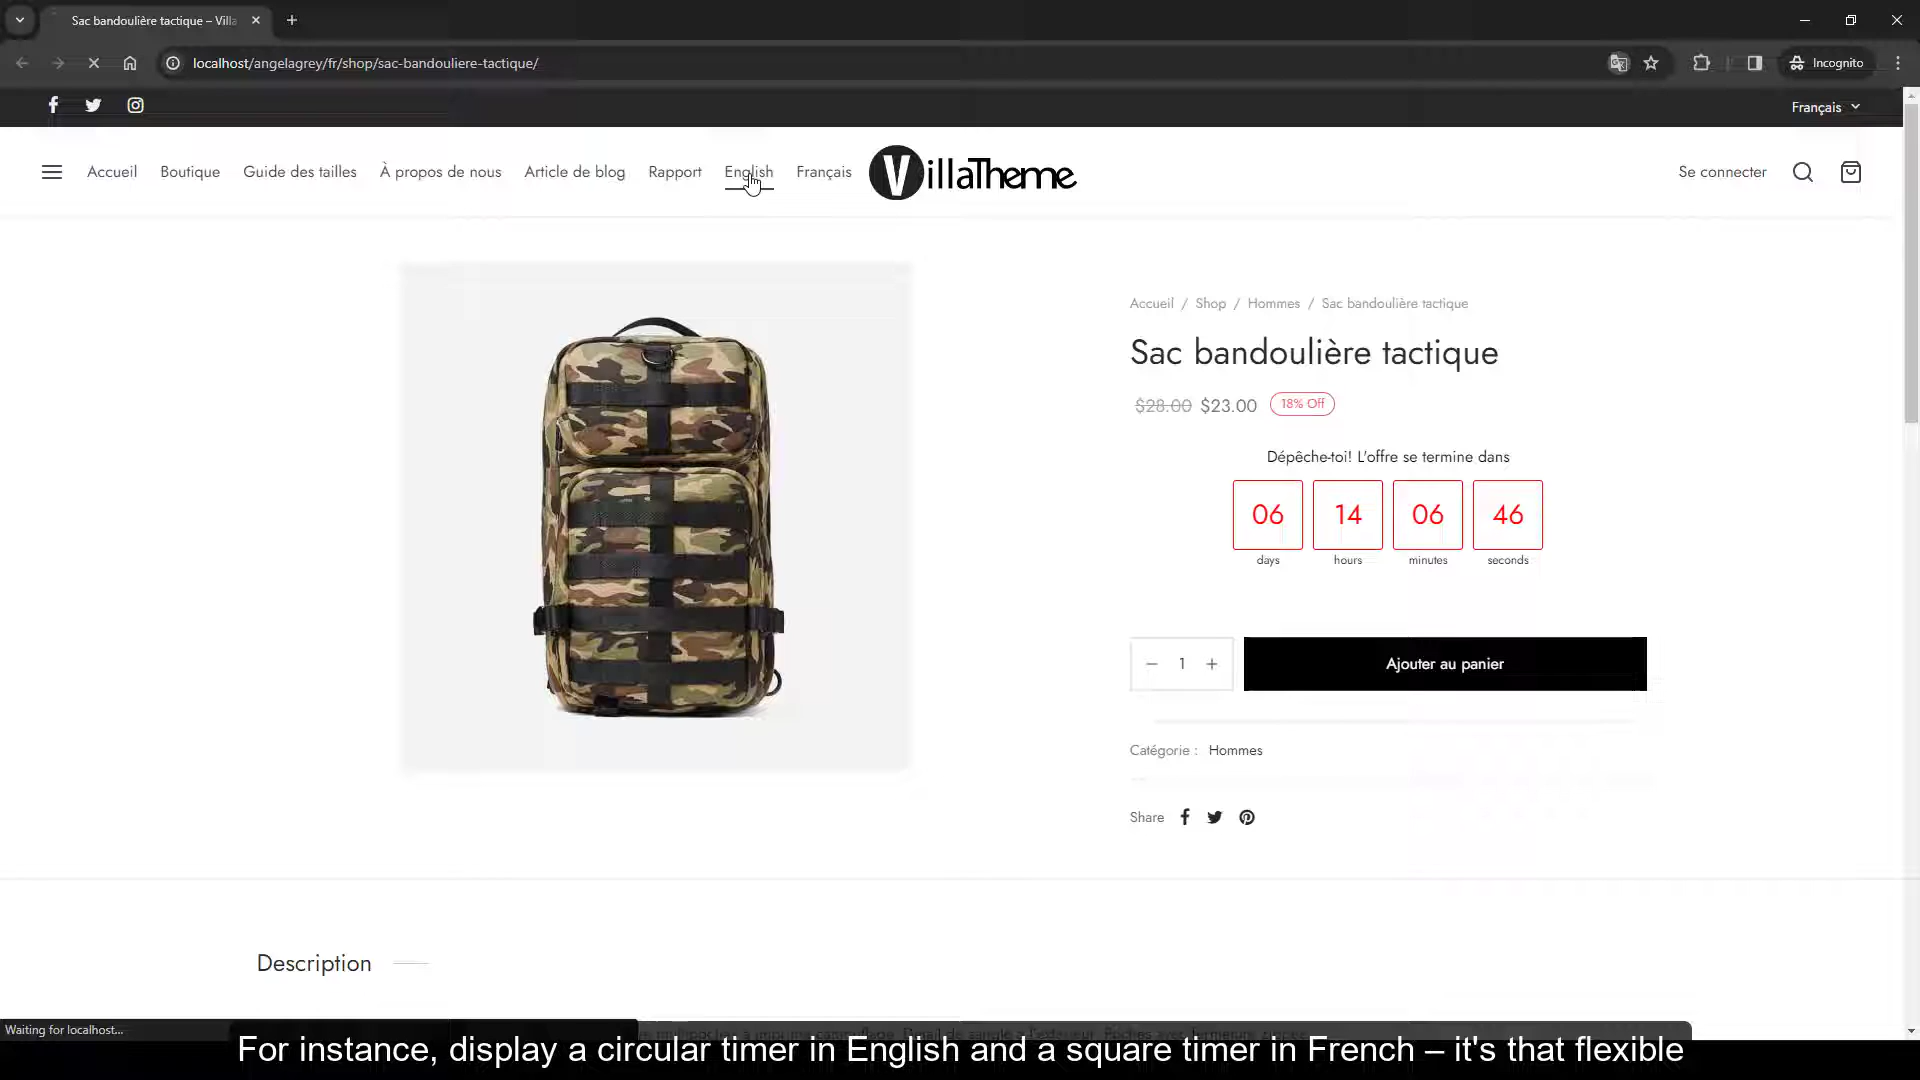 Sac bandoulière tactique – Villa
localhost/angelagrey/fr/shop/sac-bandouliere-tactique/
Incognito
Français
Accueil
Boutique
Guide des tailles
À propos de nous
Article de blog
Rapport
English
Français
VillaTheme
Se connecter
Accueil / Shop / Hommes / Sac bandoulière tactique
Sac bandoulière tactique
$28.00 $23.00 18% Off
Dépêche-toi! L'offre se termine dans
06 14 06 46
days hours minutes seconds
− 1 +
Ajouter au panier
Catégorie : Hommes
Share
Description
Waiting for localhost...
For instance, display a circular timer in English and a square timer in French – it's that flexible